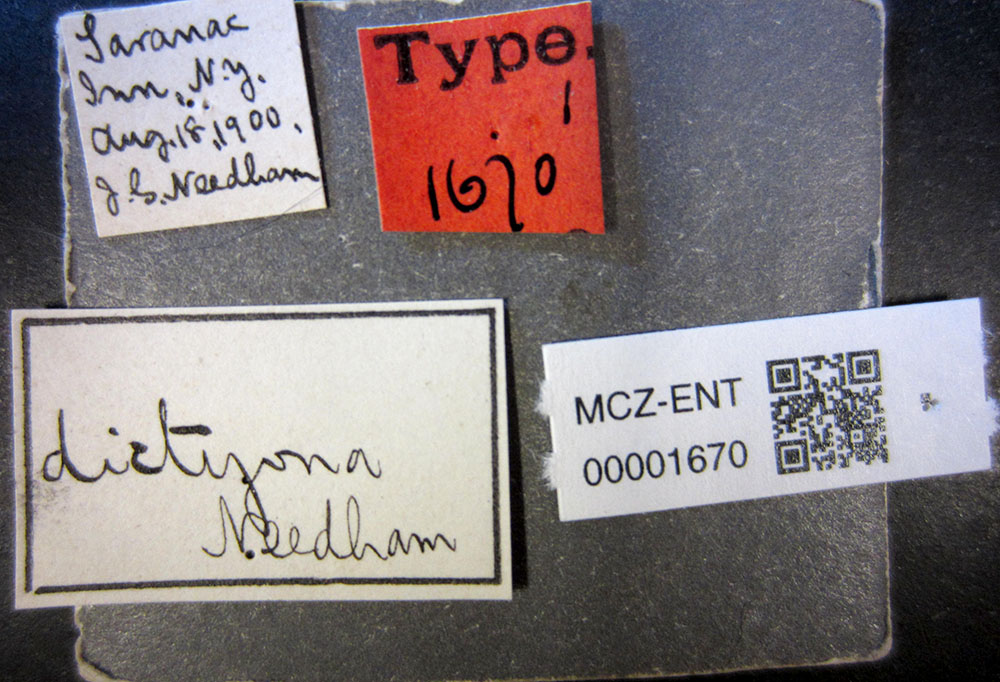 Saranac
Inn, N.Y.
Aug. 18, 1900.
J. G. Needham
Type.
1
1670
dictyona
Needham
MCZ-ENT
00001670